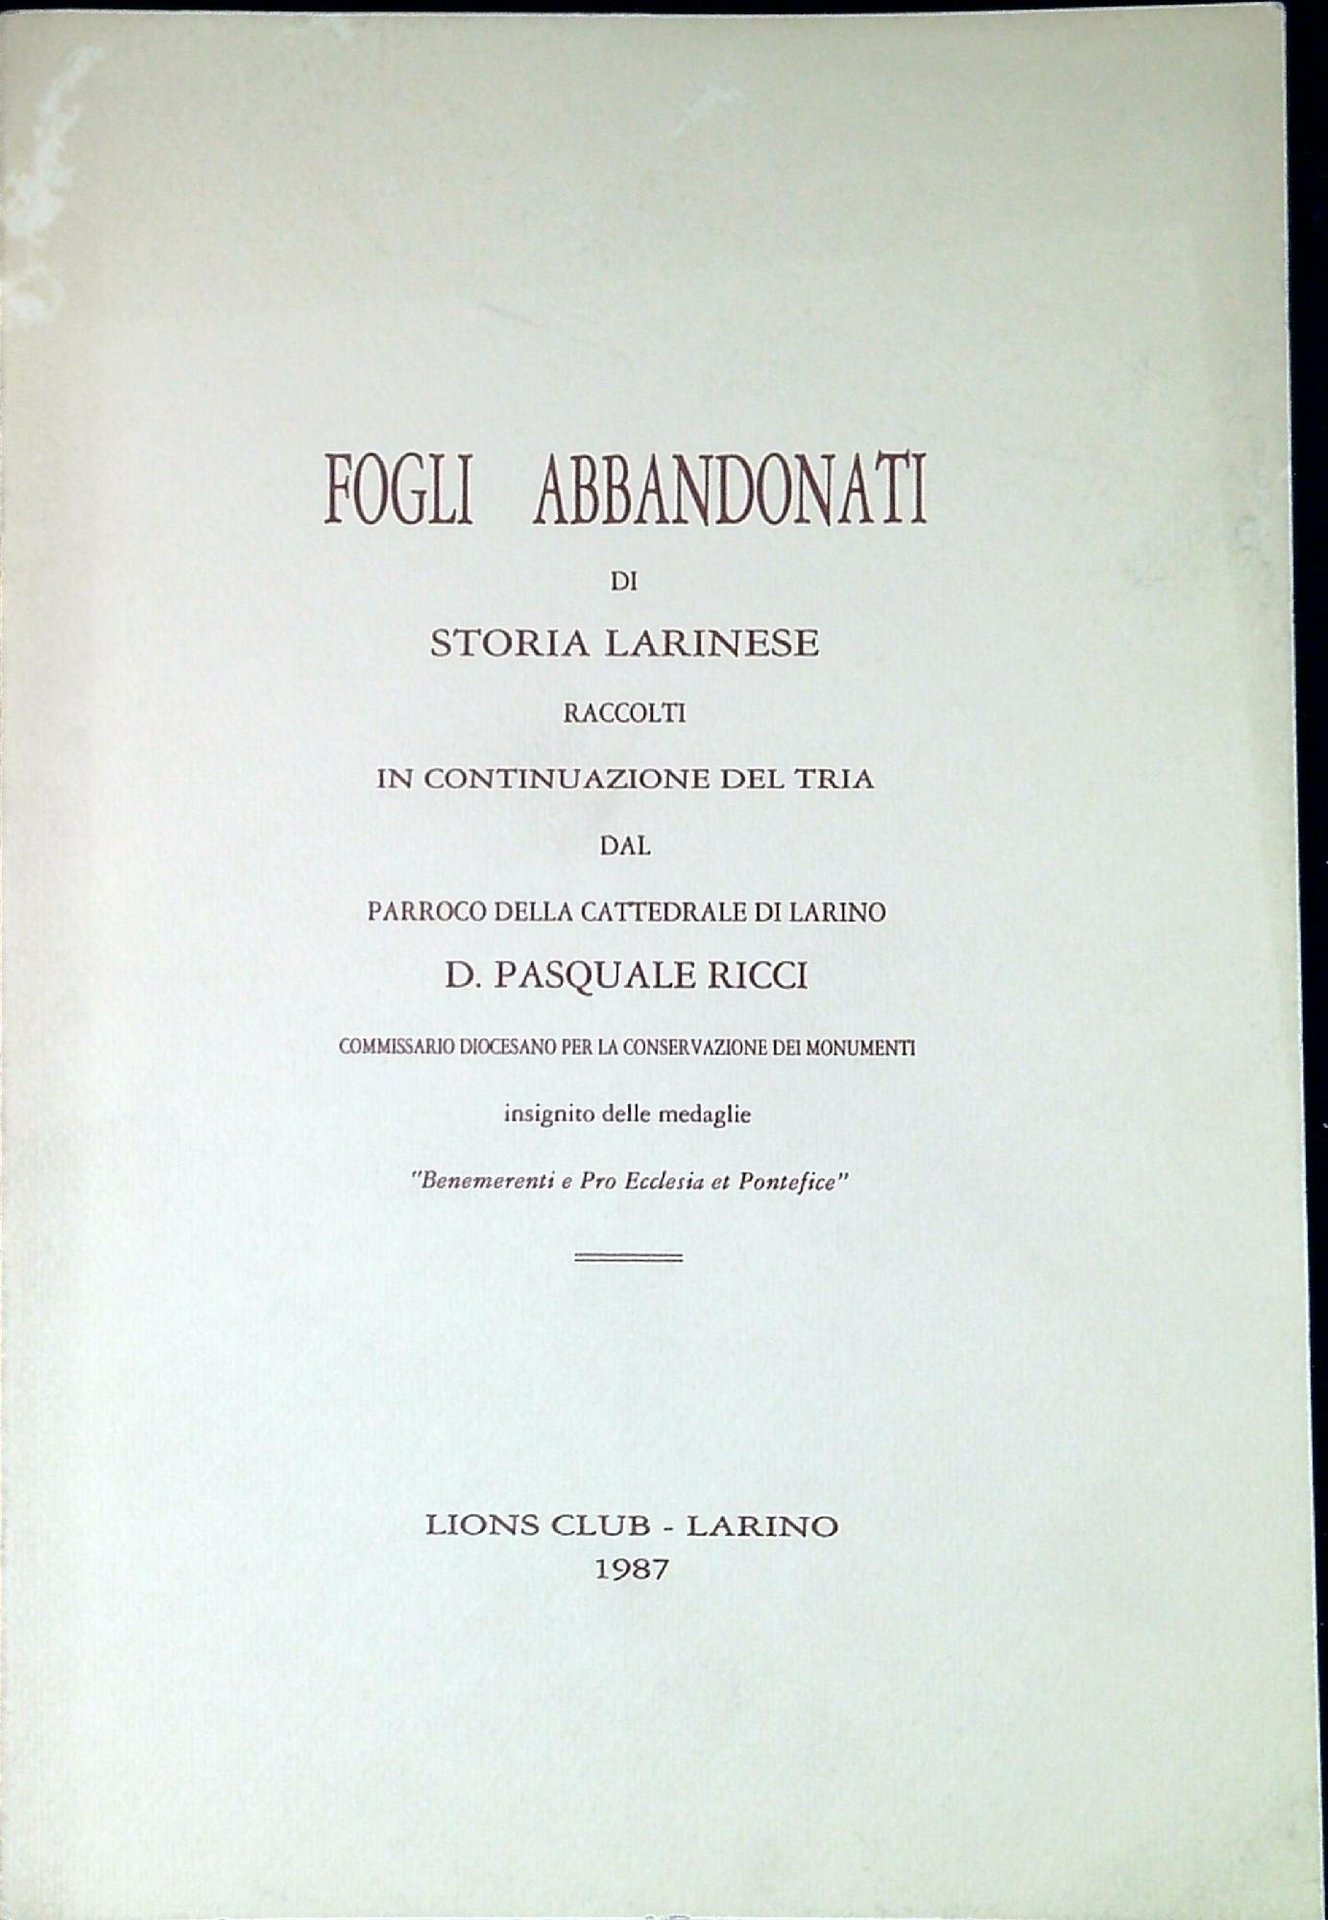 FOGLI ABBANDONATI
DI
STORIA LARINESE
RACCOLTI
IN CONTINUAZIONE DEL TRIA
DAL
PARROCO DELLA CATTEDRALE DI LARINO
D. PASQUALE RICCI
COMMISSARIO DIOCESANO PER LA CONSERVAZIONE DEI MONUMENTI
insignito delle medaglie
"Benemerenti e Pro Ecclesia et Pontefice"
LIONS CLUB - LARINO
1987